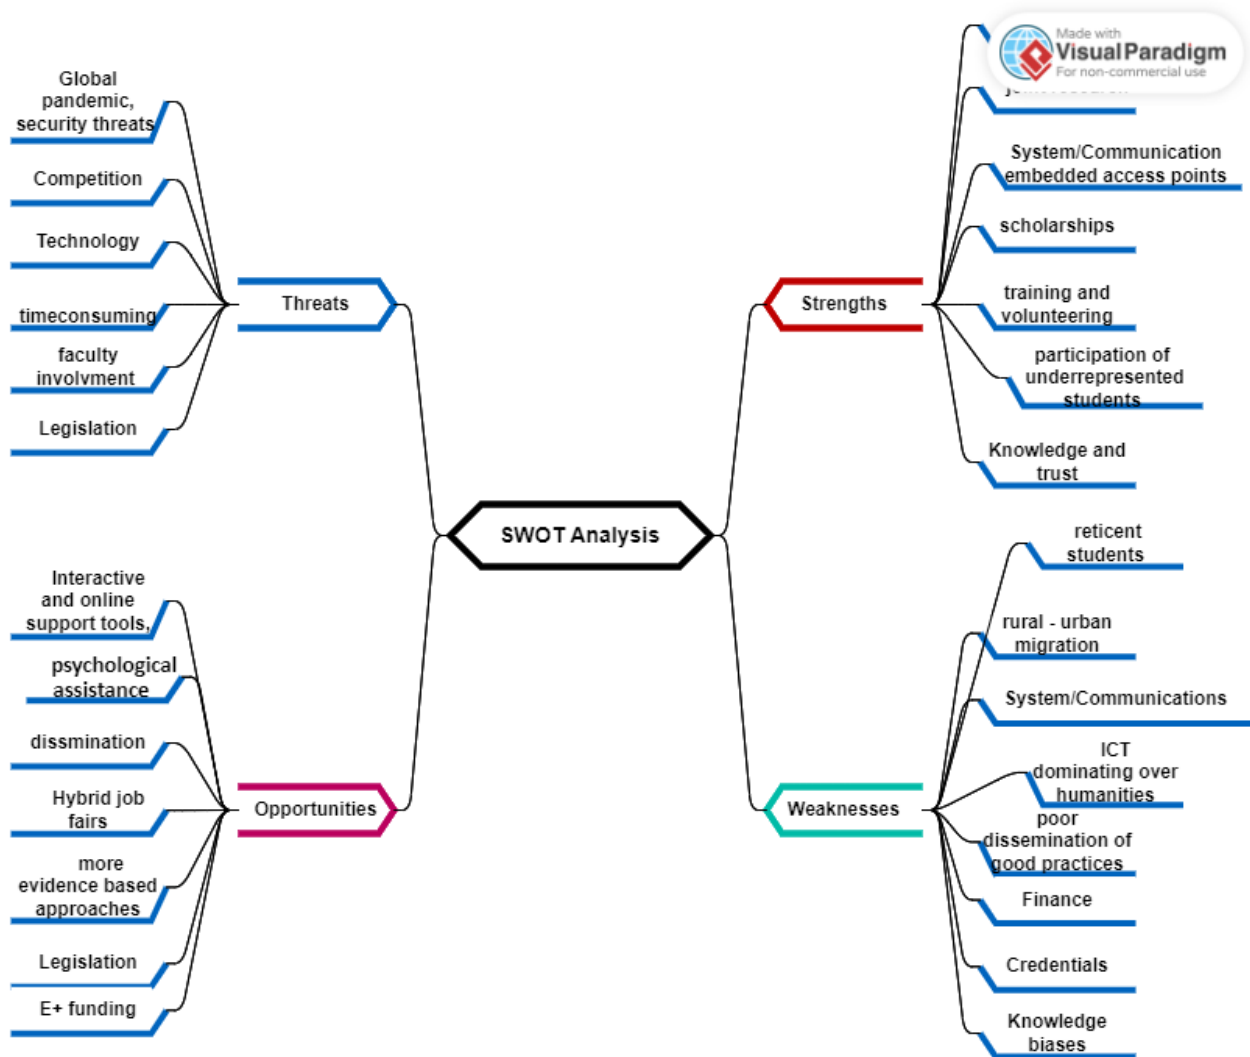 Made with
Visual Paradigm
For non-commercial use
Global
pandemic,
security threats
Competition
Technology
timeconsuming
faculty
involvment
Legislation
Threats
System/Communication
embedded access points
scholarships
training and
volunteering
participation of
underrepresented
students
Knowledge and
trust
Strengths
SWOT Analysis
Interactive
and online
support tools,
psychological
assistance
dissmination
Hybrid job
fairs
more
evidence based
approaches
Legislation
E+ funding
Opportunities
reticent
students
rural - urban
migration
System/Communications
ICT
dominating over
humanities
poor
dissemination of
good practices
Finance
Credentials
Knowledge
biases
Weaknesses